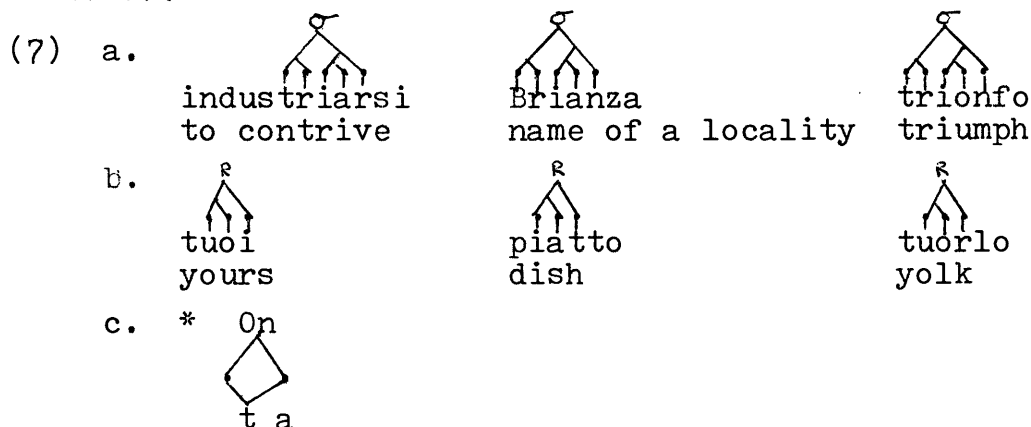 (7) a. σ σ σ
industriarsi Brianza trionfo
to contrive name of a locality triumph
b. R R R
tuoi piatto tuorlo
yours dish yolk
c. * On
t a